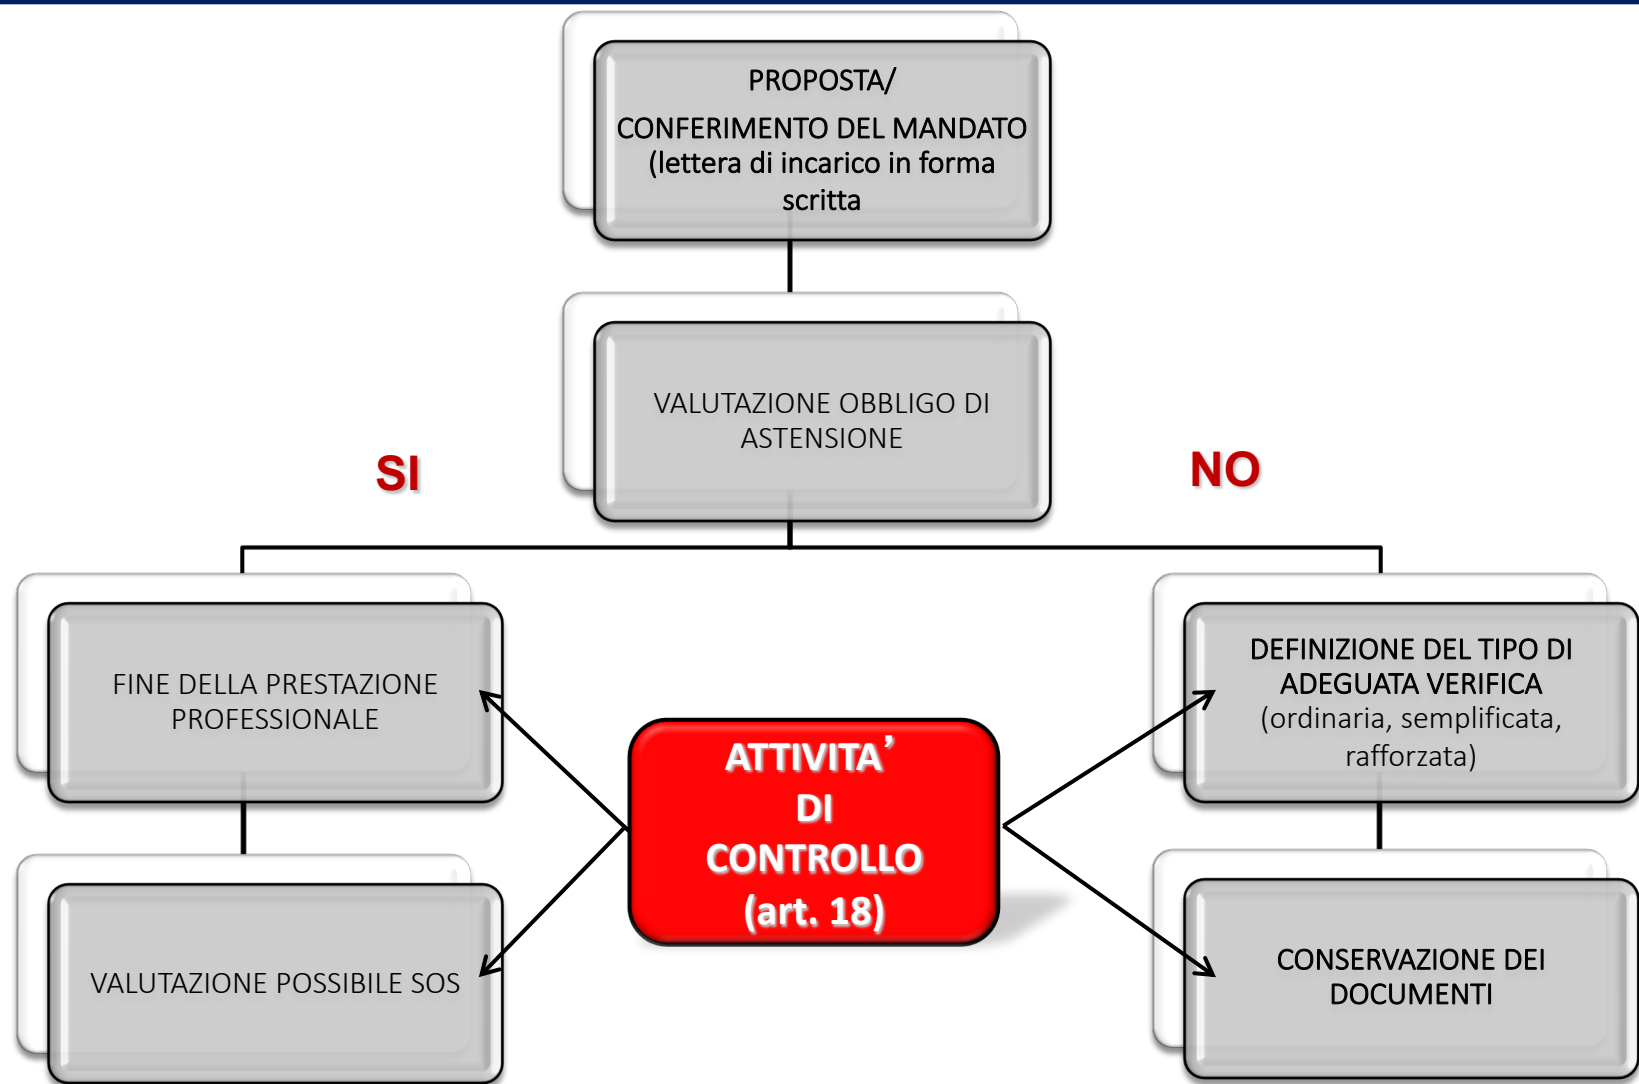 PROPOSTA/
CONFERIMENTO DEL MANDATO
(lettera di incarico in forma
scritta
VALUTAZIONE OBBLIGO DI
ASTENSIONE
SI
NO
FINE DELLA PRESTAZIONE
PROFESSIONALE
DEFINIZIONE DEL TIPO DI
ADEGUATA VERIFICA
(ordinaria, semplificata,
rafforzata)
ATTIVITA’
DI
CONTROLLO
(art. 18)
VALUTAZIONE POSSIBILE SOS
CONSERVAZIONE DEI
DOCUMENTI